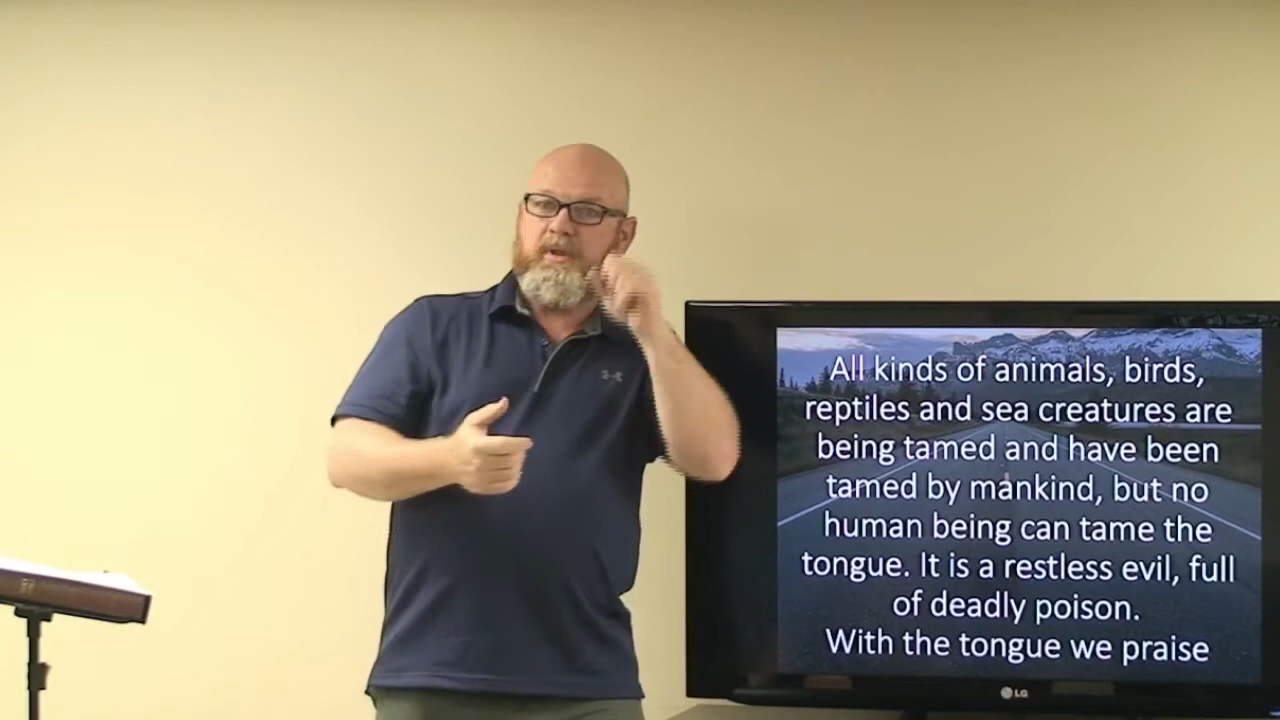 All kinds of animals, birds,
reptiles and sea creatures are
being tamed and have been
tamed by mankind, but no
human being can tame the
tongue. It is a restless evil, full
of deadly poison.
With the tongue we praise
LG